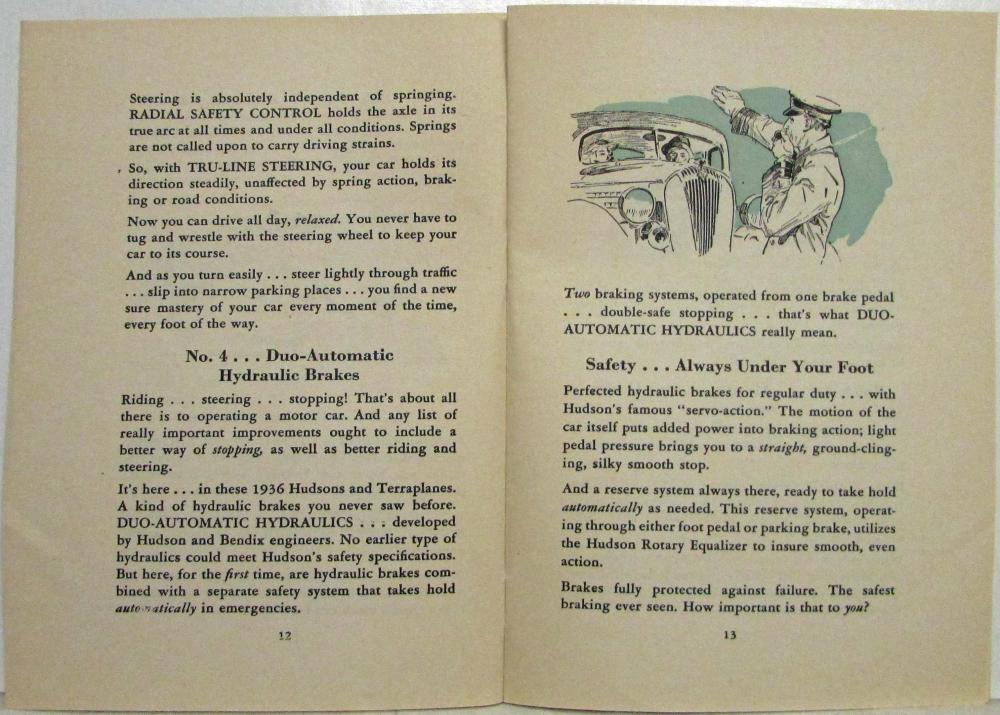 Steering is absolutely independent of springing.
RADIAL SAFETY CONTROL holds the axle in its
true arc at all times and under all conditions. Springs
are not called upon to carry driving strains.
So, with TRU-LINE STEERING, your car holds its
direction steadily, unaffected by spring action, brak-
ing or road conditions.
Now you can drive all day, relaxed. You never have to
tug and wrestle with the steering wheel to keep your
car to its course.
And as you turn easily . . . steer lightly through traffic
. . . slip into narrow parking places . . . you find a new
sure mastery of your car every moment of the time,
every foot of the way.
No. 4 . . . Duo-Automatic
Hydraulic Brakes
Riding . . . steering . . . stopping! That's about all
there is to operating a motor car. And any list of
really important improvements ought to include a
better way of stopping, as well as better riding and
steering.
It's here . . . in these 1936 Hudsons and Terraplanes.
A kind of hydraulic brakes you never saw before.
DUO-AUTOMATIC HYDRAULICS . . . developed
by Hudson and Bendix engineers. No earlier type of
hydraulics could meet Hudson's safety specifications.
But here, for the first time, are hydraulic brakes com-
bined with a separate safety system that takes hold
automatically in emergencies.
12
Two braking systems, operated from one brake pedal
. . . double-safe stopping . . . that's what DUO-
AUTOMATIC HYDRAULICS really mean.
Safety . . . Always Under Your Foot
Perfected hydraulic brakes for regular duty . . . with
Hudson's famous "servo-action." The motion of the
car itself puts added power into braking action; light
pedal pressure brings you to a straight, ground-cling-
ing, silky smooth stop.
And a reserve system always there, ready to take hold
automatically as needed. This reserve system, operat-
ing through either foot pedal or parking brake, utilizes
the Hudson Rotary Equalizer to insure smooth, even
action.
Brakes fully protected against failure. The safest
braking ever seen. How important is that to you?
13